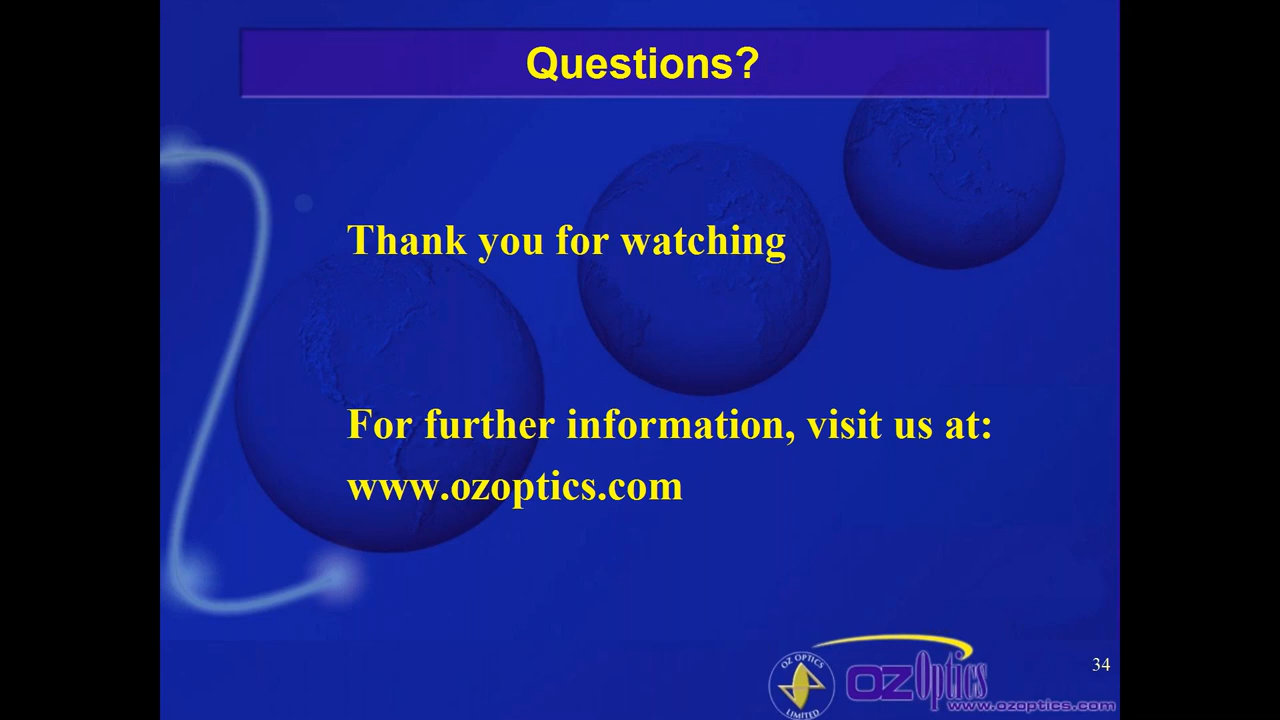 Questions?
Thank you for watching
For further information, visit us at:
www.ozoptics.com
34
OZ OPTICS
LIMITED
OZ Optics
www.ozoptics.com